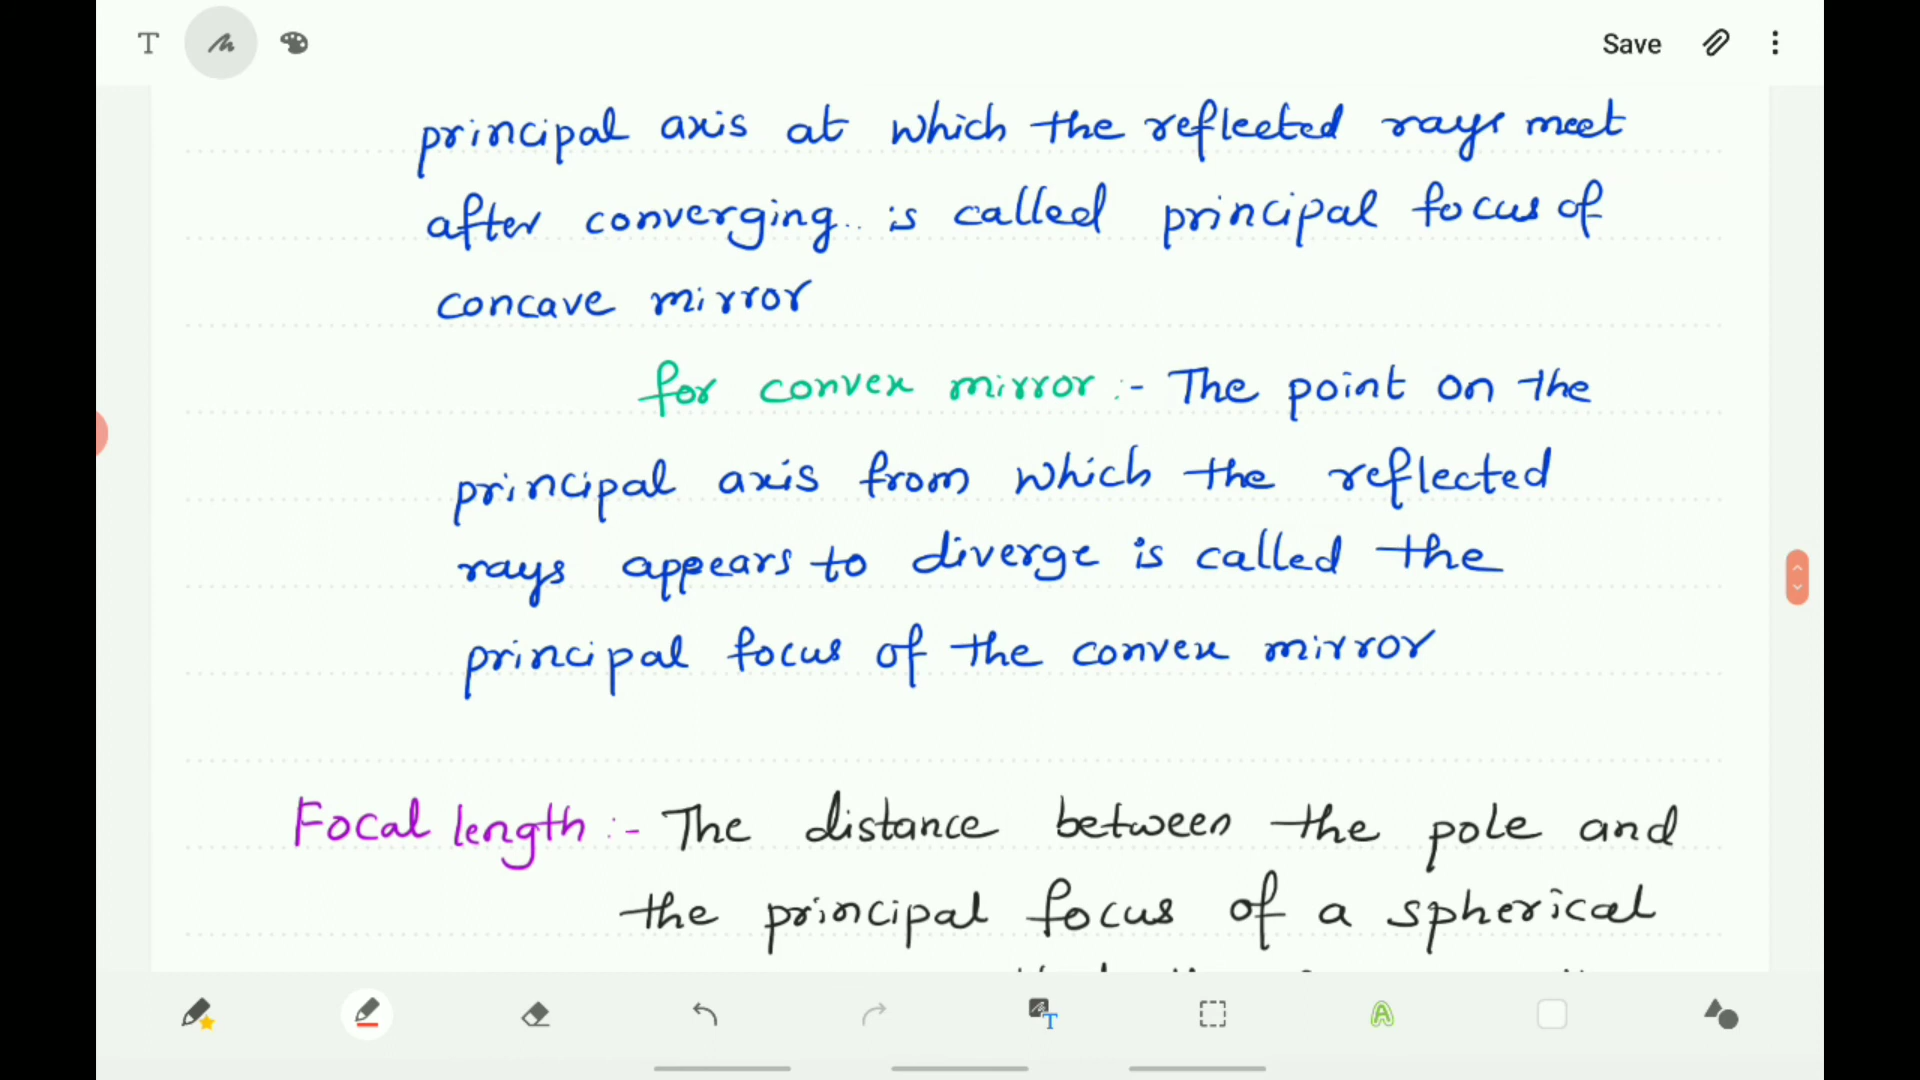 T
Save
principal axis at which the reflected rays meet
after converging.. is called principal focus of
concave mirror
for convex mirror :- The point on the
principal axis from which the reflected
rays appears to diverge is called the
principal focus of the convex mirror
Focal length :- The distance between the pole and
the principal focus of a spherical
T
A